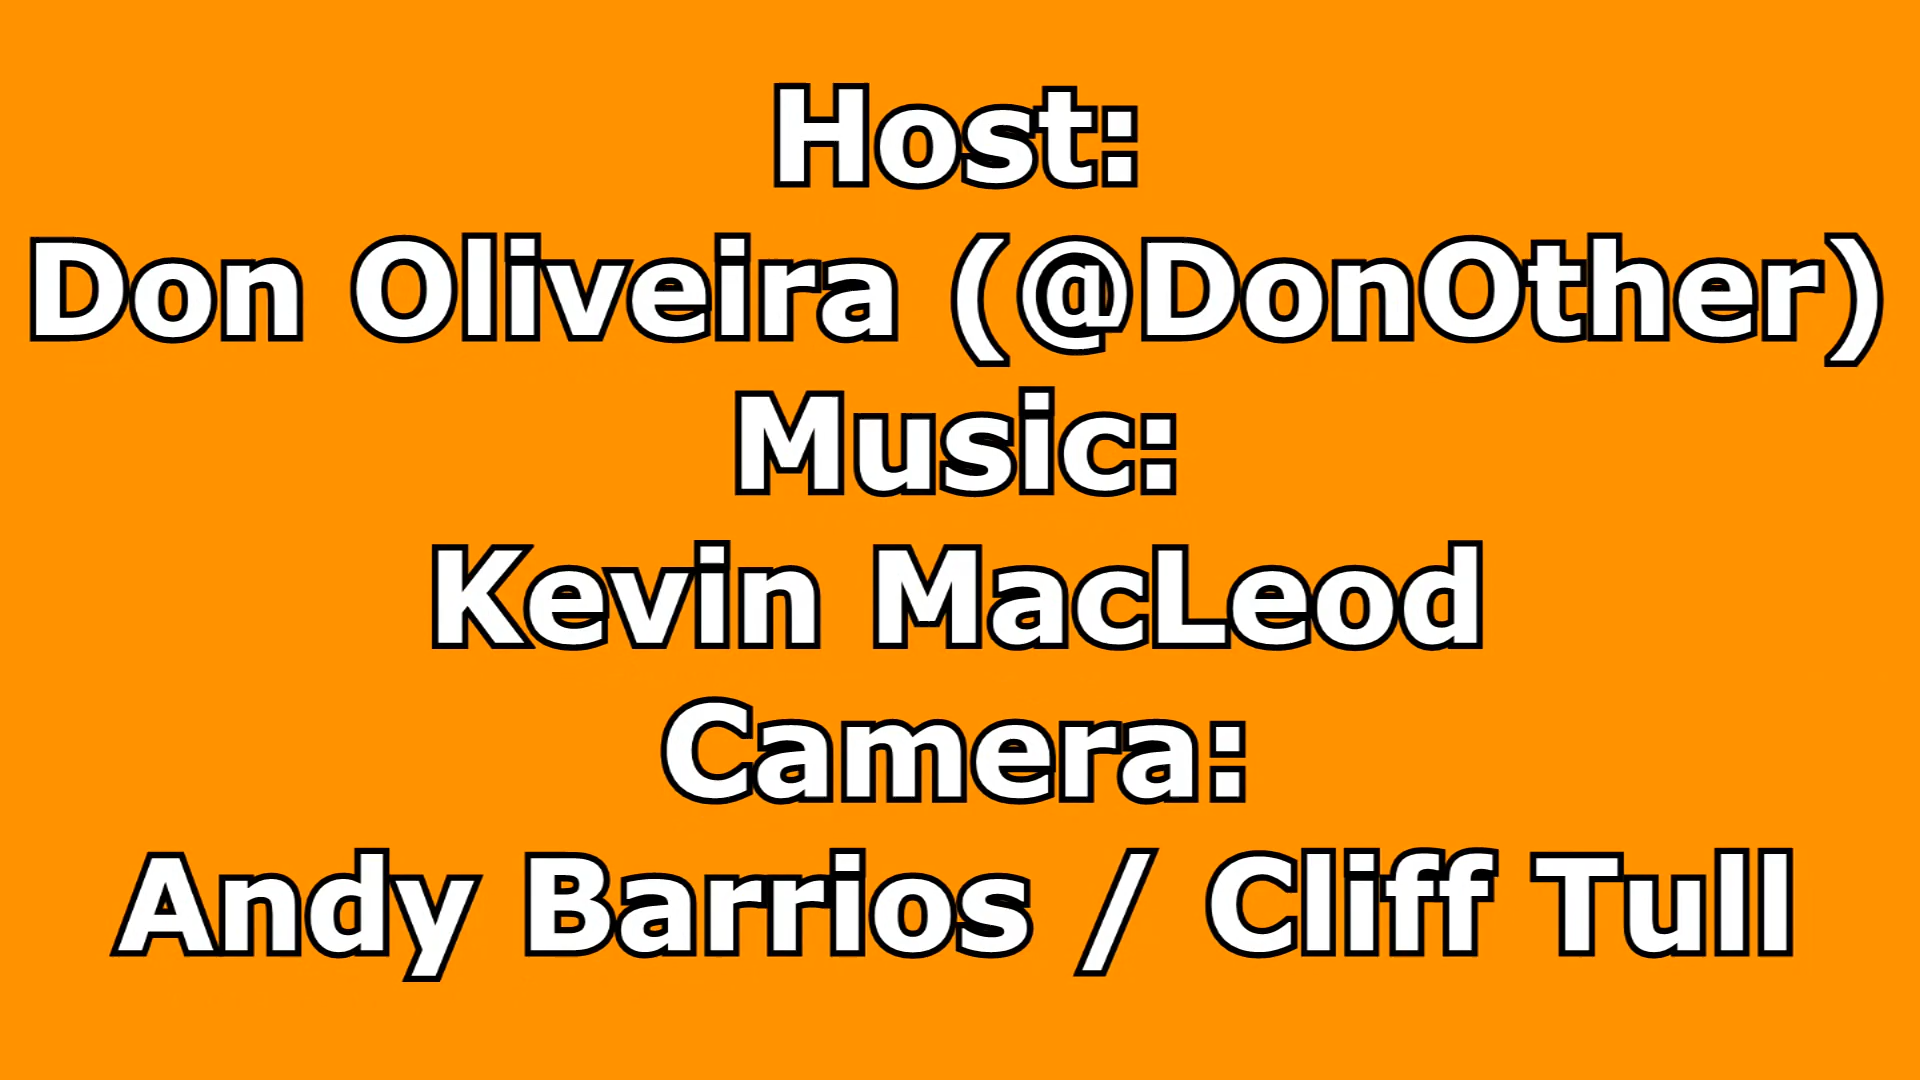 Host:
Don Oliveira (@DonOther)
Music:
Kevin MacLeod
Camera:
Andy Barrios / Cliff Tull